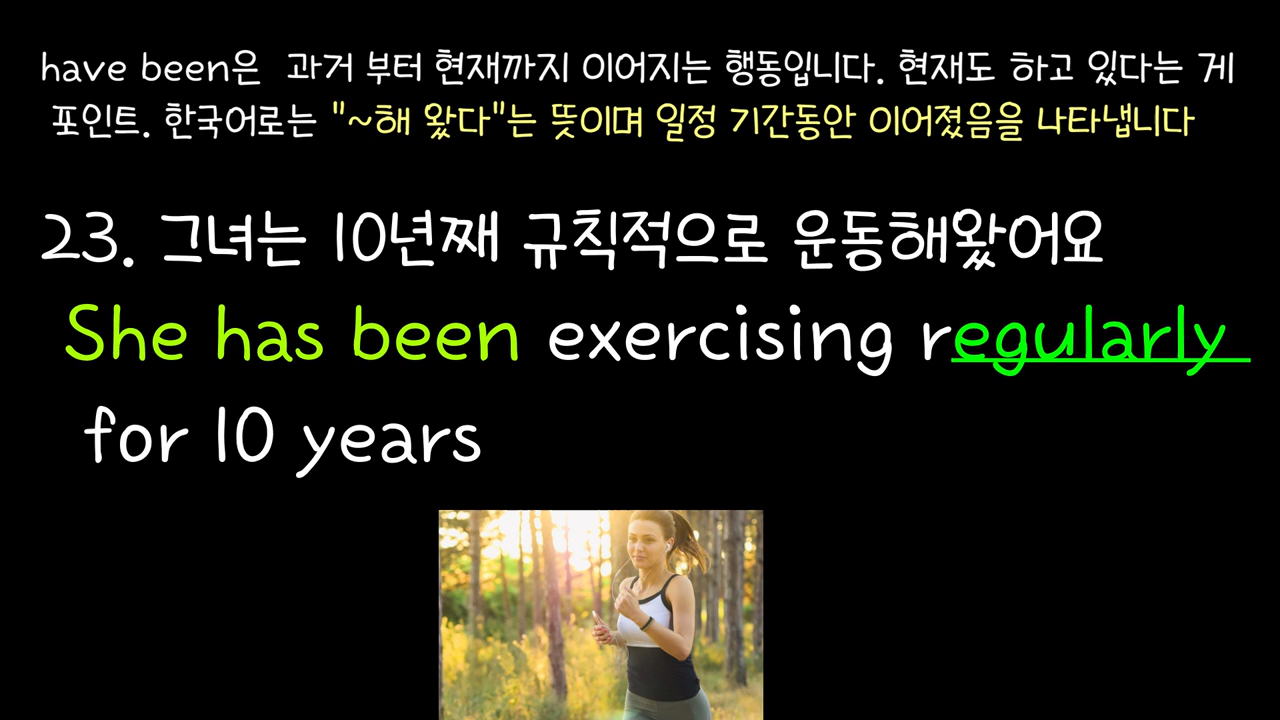 have been은 과거 부터 현재까지 이어지는 행동입니다. 현재도 하고 있다는 게
포인트. 한국어로는 "~해 왔다"는 뜻이며 일정 기간동안 이어졌음을 나타냅니다
23. 그녀는 10년째 규칙적으로 운동해왔어요
She has been exercising regularly
for 10 years